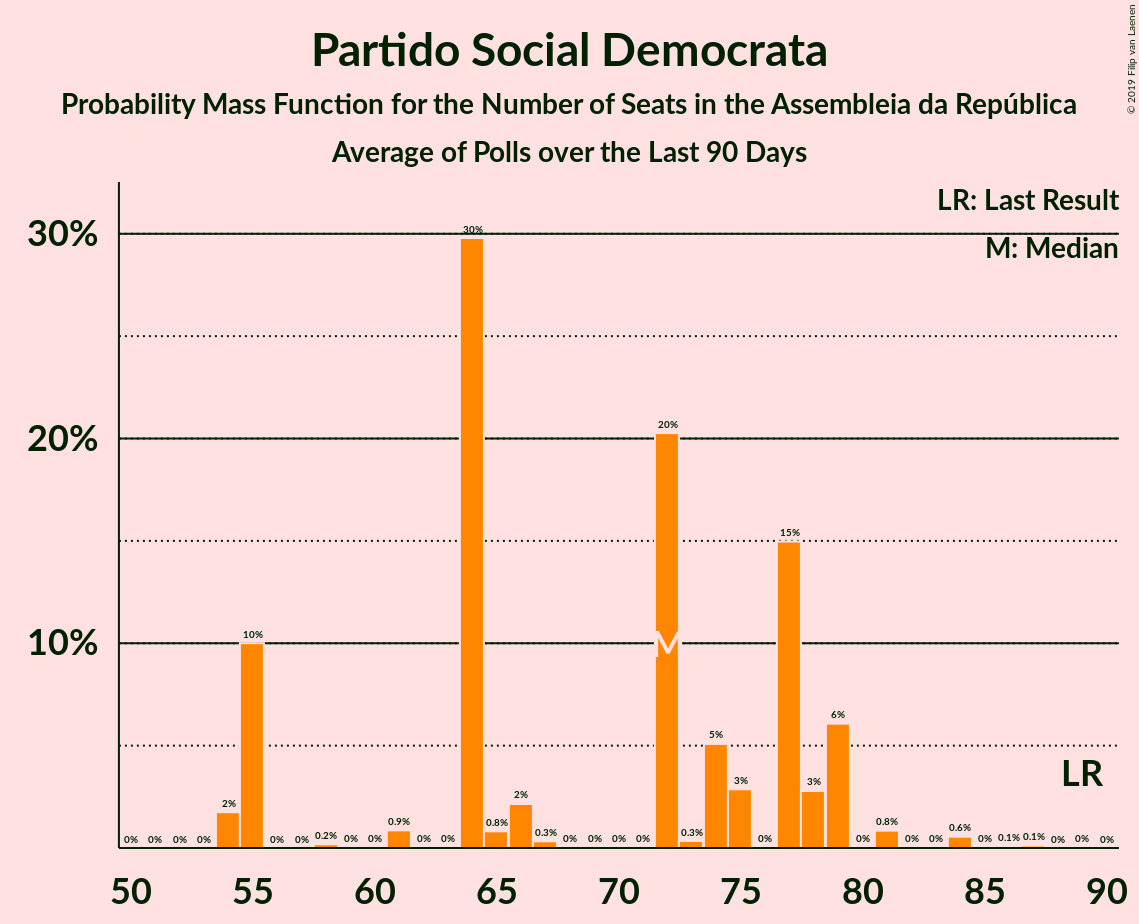 © 2019 Filip van Laenen
Partido Social Democrata
Probability Mass Function for the Number of Seats in the Assembleia da República
Average of Polls over the Last 90 Days
LR: Last Result
M: Median
30%
20%
10%
0% 0% 0% 0% 2% 10% 0% 0% 0.2% 0% 0% 0.9% 0% 0% 30% 0.8% 2% 0.3% 0% 0% 0% 0% 20% 0.3% 5% 3% 0% 15% 3% 6% 0% 0.8% 0% 0% 0.6% 0% 0.1% 0.1% 0% 0% 0%
M
LR
50 55 60 65 70 75 80 85 90